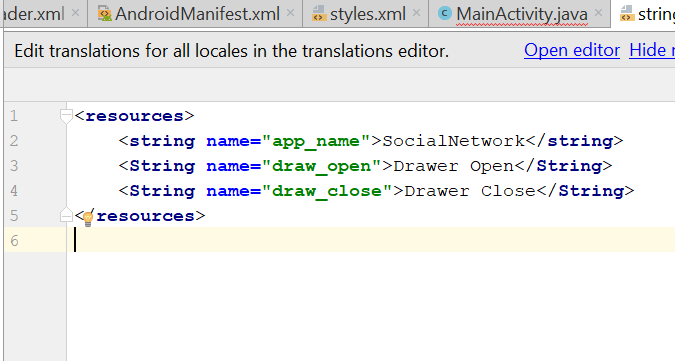 ader.xml AndroidManifest.xml styles.xml MainActivity.java string
Edit translations for all locales in the translations editor. Open editor Hide
1 <resources>
2 <string name="app_name">SocialNetwork</string>
3 <String name="draw_open">Drawer Open</String>
4 <String name="draw_close">Drawer Close</String>
5 </resources>
6